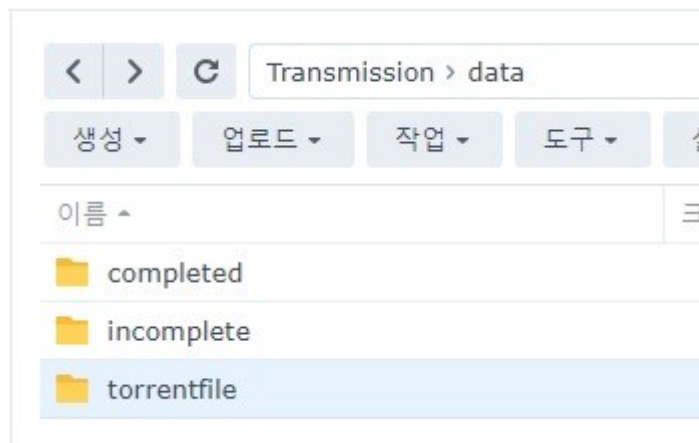 Transmission > data
생성 업로드 작업 도구
이름
completed
incomplete
torrentfile